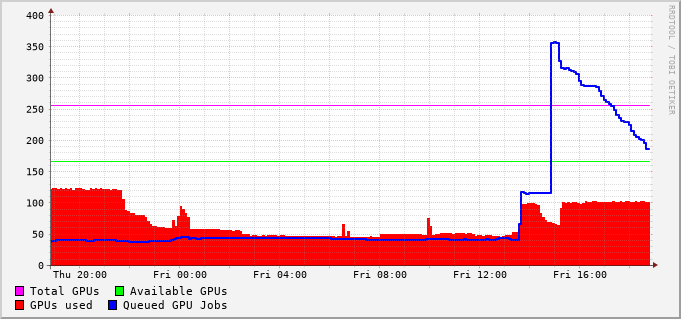 400
350
300
250
200
150
100
50
0
Thu 20:00 Fri 00:00 Fri 04:00 Fri 08:00 Fri 12:00 Fri 16:00
Total GPUs Available GPUs
GPUs used Queued GPU Jobs
RRDTOOL / TOBI OETIKER